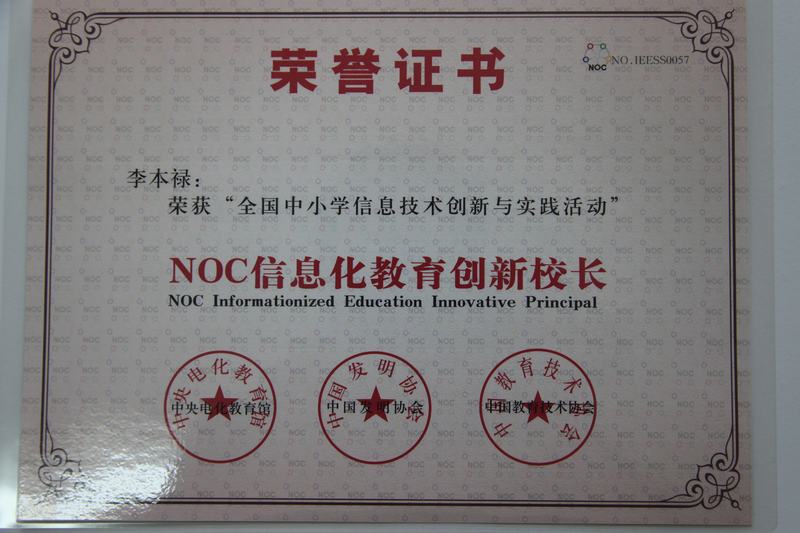 荣誉证书
NOC
NO.IEESS0057
李本禄：
荣获“全国中小学信息技术创新与实践活动”
NOC信息化教育创新校长
NOC Informationized Education Innovative Principal
中央电化教育馆
中央电化教育馆
中国发明协会
中国发明协会
中国教育技术协会
中国教育技术协会